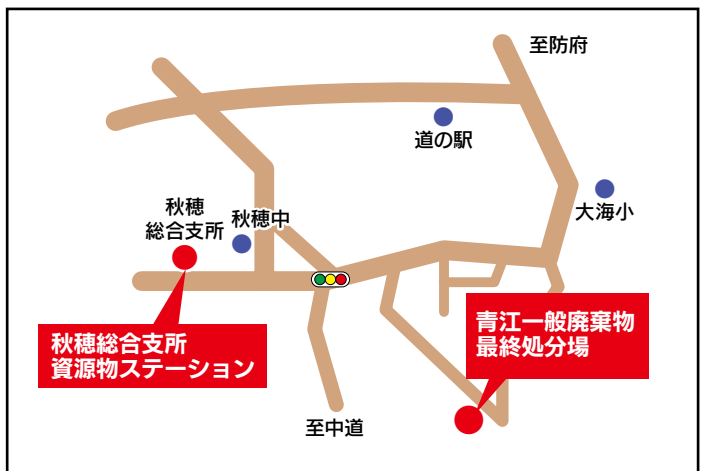 至防府
道の駅
大海小
秋穂
総合支所
秋穂中
秋穂総合支所
資源物ステーション
青江一般廃棄物
最終処分場
至中道